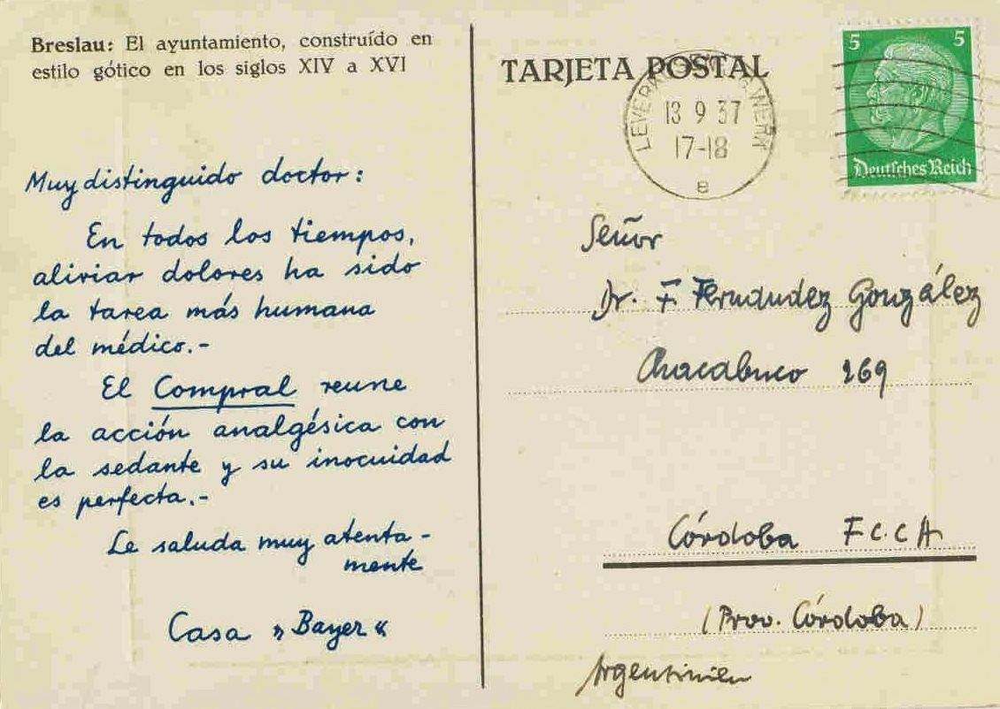 Breslau: El ayuntamiento, construído en
estilo gótico en los siglos XIV a XVI
Muy distinguido doctor:
En todos los tiempos,
aliviar dolores ha sido
la tarea más humana
del médico.-
El Compral reune
la acción analgésica con
la sedante y su inocuidad
es perfecta.-
Le saluda muy atenta-
mente
Casa „Bayer“
TARJETA POSTAL
13 9 37
17-18
e
5 5
Deutsches Reich
Señor
Dr. F. Fernandez González
Chacabuco 269
Córdoba F.C.C.A
(Prov. Córdoba)
Argentinien